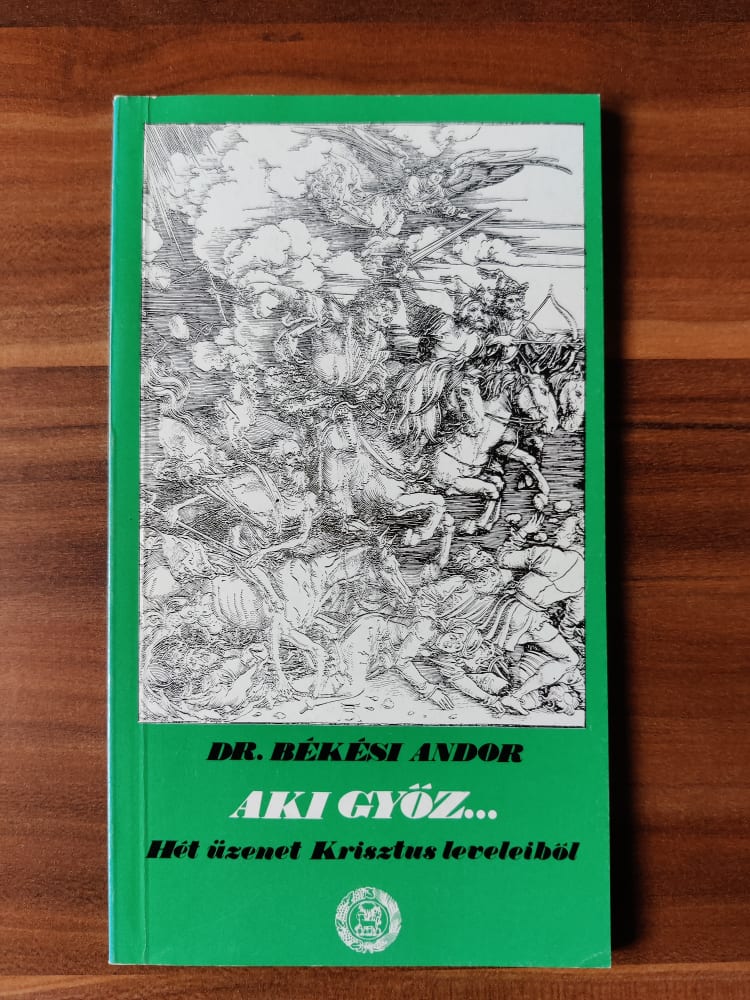 DR. BÉKÉSI ANDOR
AKI GYŐZ...
Hét üzenet Krisztus leveleiből